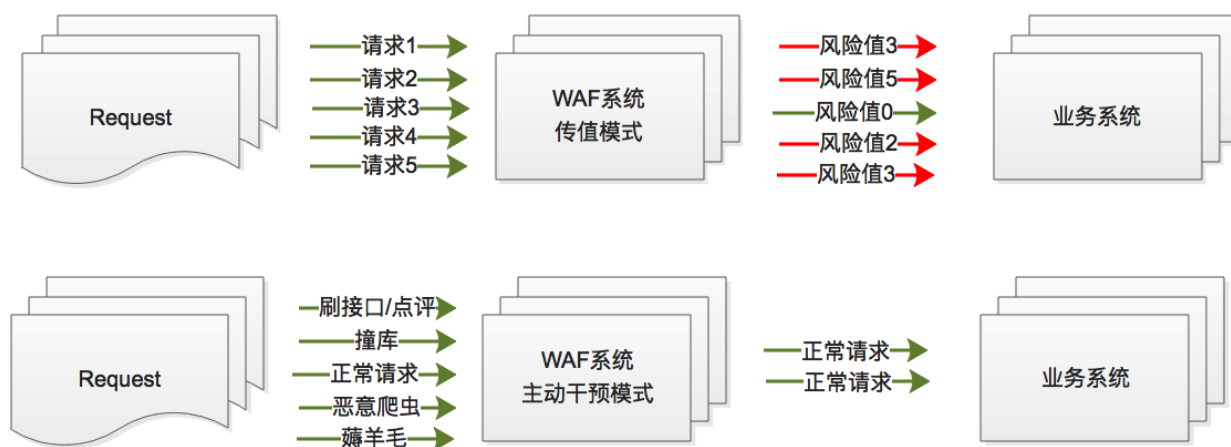 Request
请求1
请求2
请求3
请求4
请求5
WAF系统
传值模式
风险值3
风险值5
风险值0
风险值2
风险值3
业务系统
Request
刷接口/点评
撞库
正常请求
恶意爬虫
薅羊毛
WAF系统
主动干预模式
正常请求
正常请求
业务系统